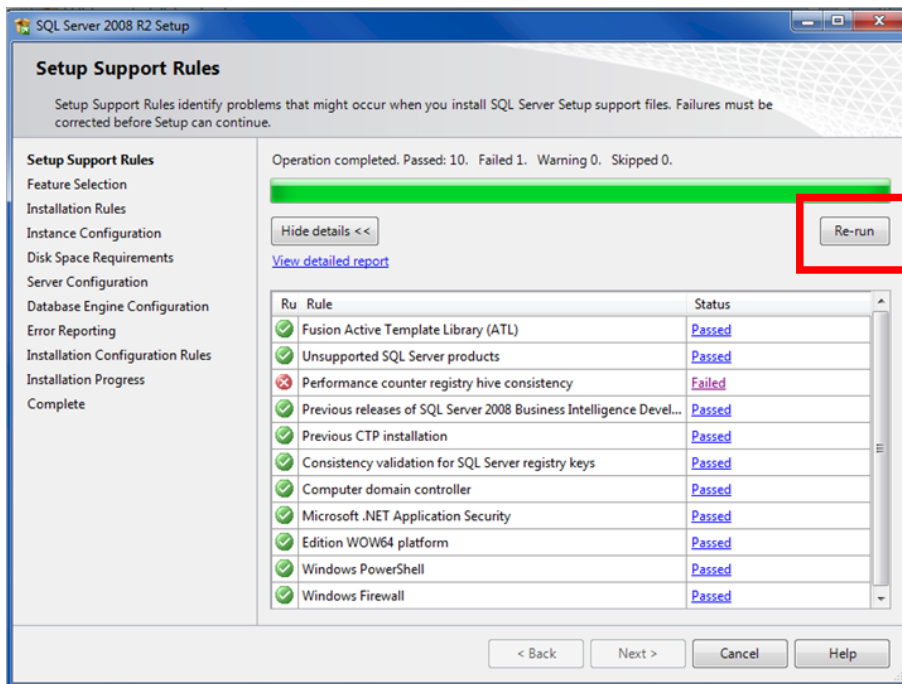 SQL Server 2008 R2 Setup
Setup Support Rules
Setup Support Rules identify problems that might occur when you install SQL Server Setup support files. Failures must be
corrected before Setup can continue.
Setup Support Rules
Feature Selection
Installation Rules
Instance Configuration
Disk Space Requirements
Server Configuration
Database Engine Configuration
Error Reporting
Installation Configuration Rules
Installation Progress
Complete
Operation completed. Passed: 10. Failed 1. Warning 0. Skipped 0.
Hide details <<
Re-run
View detailed report
Ru Rule Status
Fusion Active Template Library (ATL) Passed
Unsupported SQL Server products Passed
Performance counter registry hive consistency Failed
Previous releases of SQL Server 2008 Business Intelligence Devel... Passed
Previous CTP installation Passed
Consistency validation for SQL Server registry keys Passed
Computer domain controller Passed
Microsoft .NET Application Security Passed
Edition WOW64 platform Passed
Windows PowerShell Passed
Windows Firewall Passed
< Back Next > Cancel Help